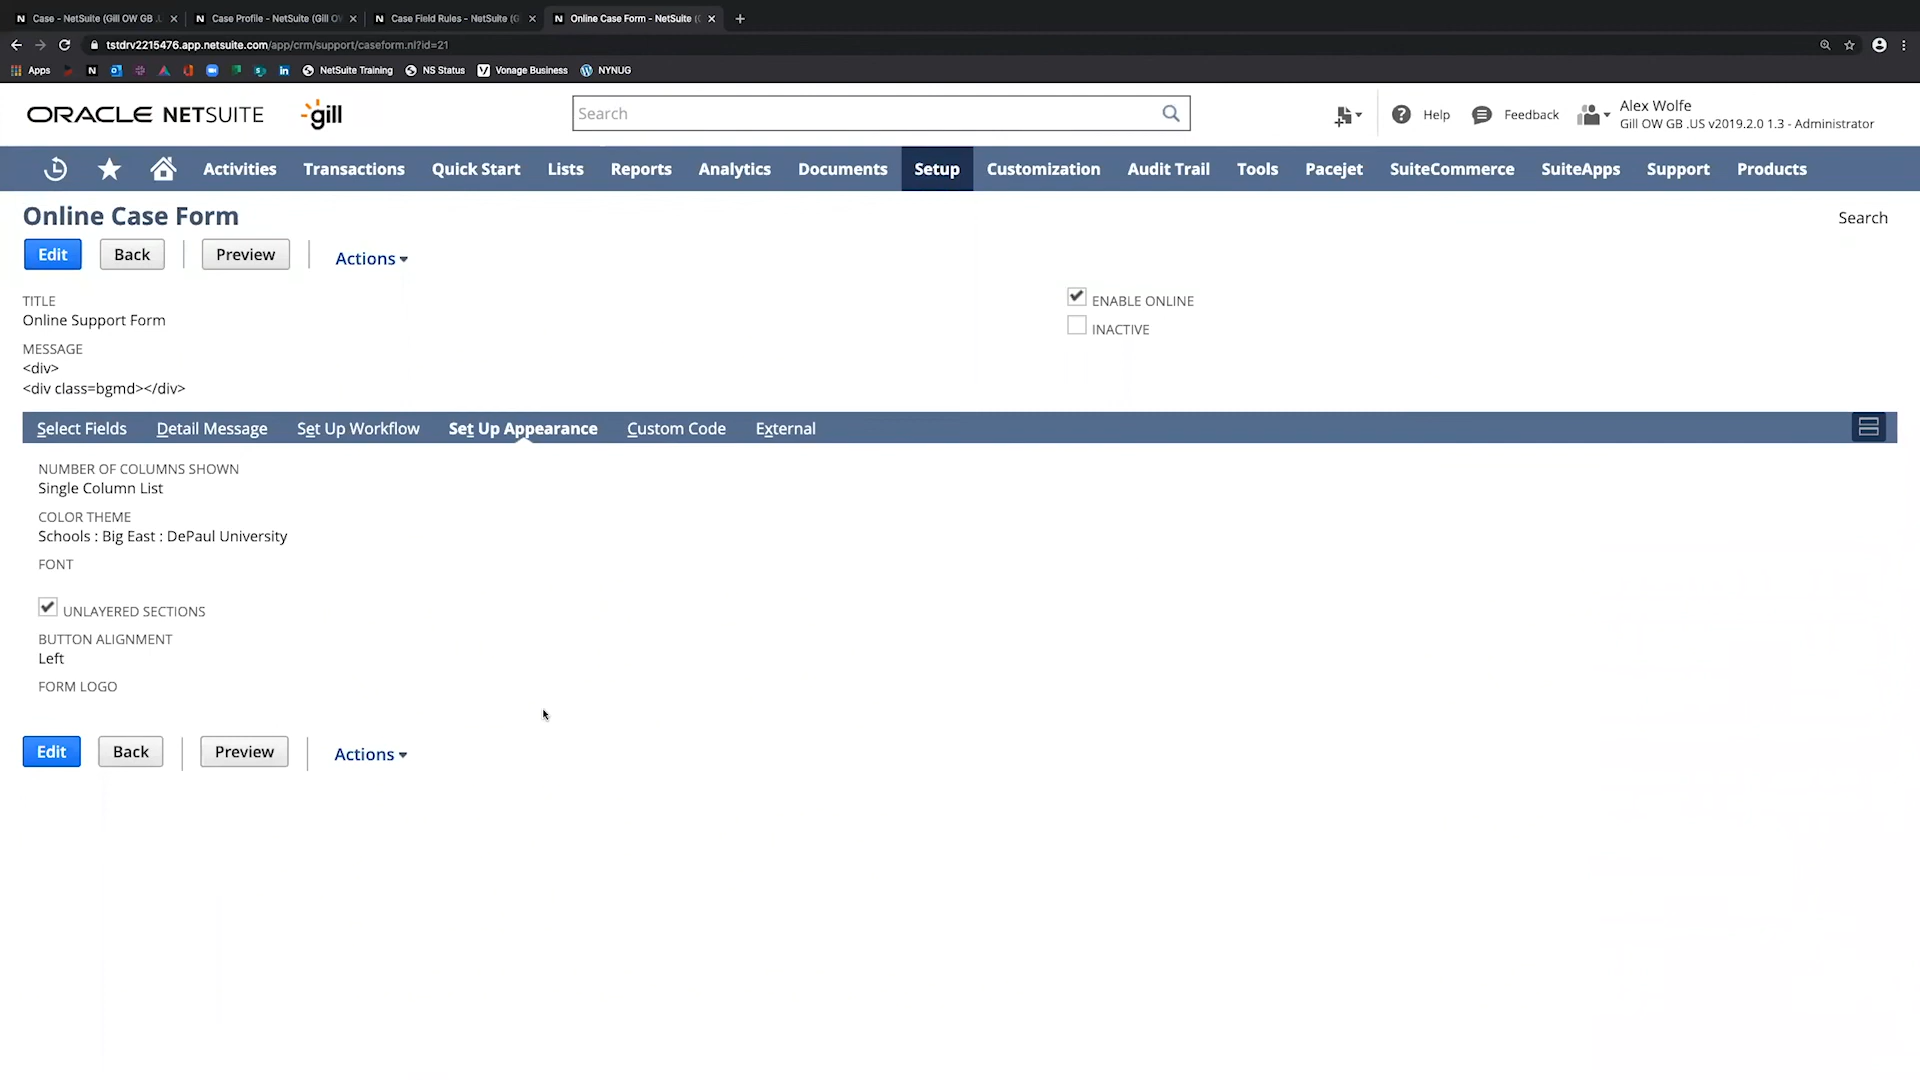 Case - NetSuite (Gill OW GB .U
Case Profile - NetSuite (Gill O
Case Field Rules - NetSuite (G
Online Case Form - NetSuite (
tstdrv2215476.app.netsuite.com/app/crm/support/caseform.nl?id=21
Apps
NetSuite Training
NS Status
Vonage Business
NYNUG
ORACLE NETSUITE
gill
Search
Help
Feedback
Alex Wolfe
Gill OW GB .US v2019.2.0 1.3 - Administrator
Activities
Transactions
Quick Start
Lists
Reports
Analytics
Documents
Setup
Customization
Audit Trail
Tools
Pacejet
SuiteCommerce
SuiteApps
Support
Products
Online Case Form
Search
Edit
Back
Preview
Actions
TITLE
Online Support Form
MESSAGE
<div>
<div class=bgmd></div>
ENABLE ONLINE
INACTIVE
Select Fields
Detail Message
Set Up Workflow
Set Up Appearance
Custom Code
External
NUMBER OF COLUMNS SHOWN
Single Column List
COLOR THEME
Schools : Big East : DePaul University
FONT
UNLAYERED SECTIONS
BUTTON ALIGNMENT
Left
FORM LOGO
Edit
Back
Preview
Actions